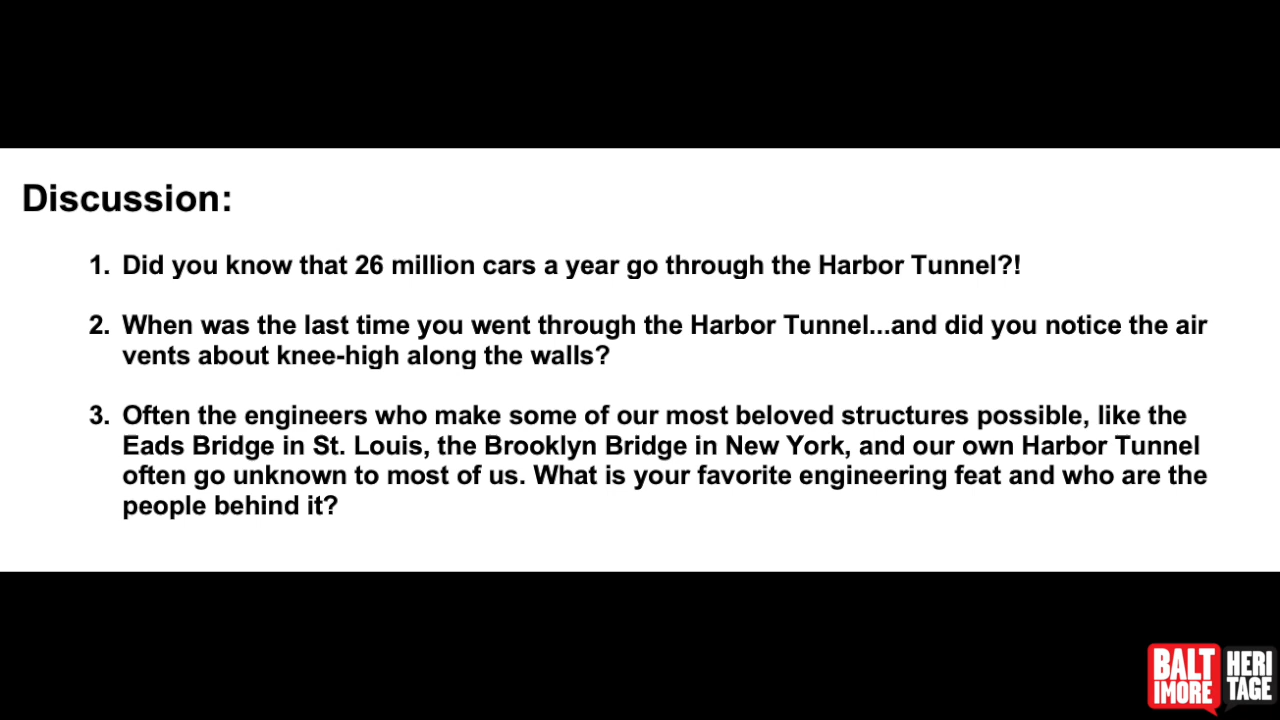 Discussion:
1. Did you know that 26 million cars a year go through the Harbor Tunnel?!
2. When was the last time you went through the Harbor Tunnel...and did you notice the air
vents about knee-high along the walls?
3. Often the engineers who make some of our most beloved structures possible, like the
Eads Bridge in St. Louis, the Brooklyn Bridge in New York, and our own Harbor Tunnel
often go unknown to most of us. What is your favorite engineering feat and who are the
people behind it?
BALT
IMORE
HERI
TAGE